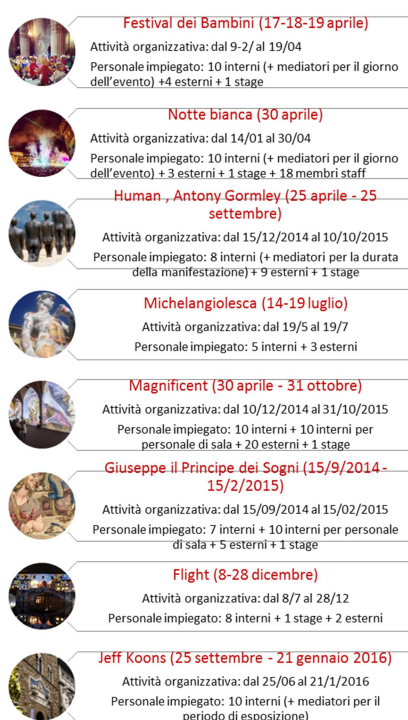 Festival dei Bambini (17-18-19 aprile)
Attività organizzativa: dal 9-2/ al 19/04
Personale impiegato: 10 interni (+ mediatori per il giorno
dell'evento) +4 esterni + 1 stage
Notte bianca (30 aprile)
Attività organizzativa: dal 14/01 al 30/04
Personale impiegato: 10 interni (+ mediatori per il giorno
dell'evento) + 3 esterni + 1 stage + 18 membri staff
Human , Antony Gormley (25 aprile - 25
settembre)
Attività organizzativa: dal 15/12/2014 al 10/10/2015
Personale impiegato: 8 interni (+ mediatori per la durata
della manifestazione) + 9 esterni + 1 stage
Michelangiolesca (14-19 luglio)
Attività organizzativa: dal 19/5 al 19/7
Personale impiegato: 5 interni + 3 esterni
Magnificent (30 aprile - 31 ottobre)
Attività organizzativa: dal 10/12/2014 al 31/10/2015
Personale impiegato: 10 interni + 10 interni per
personale di sala + 20 esterni + 1 stage
Giuseppe il Principe dei Sogni (15/9/2014 -
15/2/2015)
Attività organizzativa: dal 15/09/2014 al 15/02/2015
Personale impiegato: 7 interni + 10 interni per personale
di sala + 5 esterni + 1 stage
Flight (8-28 dicembre)
Attività organizzativa: dal 8/7 al 28/12
Personale impiegato: 8 interni + 1 stage + 2 esterni
Jeff Koons (25 settembre - 21 gennaio 2016)
Attività organizzativa: dal 25/06 al 21/1/2016
Personale impiegato: 10 interni (+ mediatori per il
periodo di esposizione)